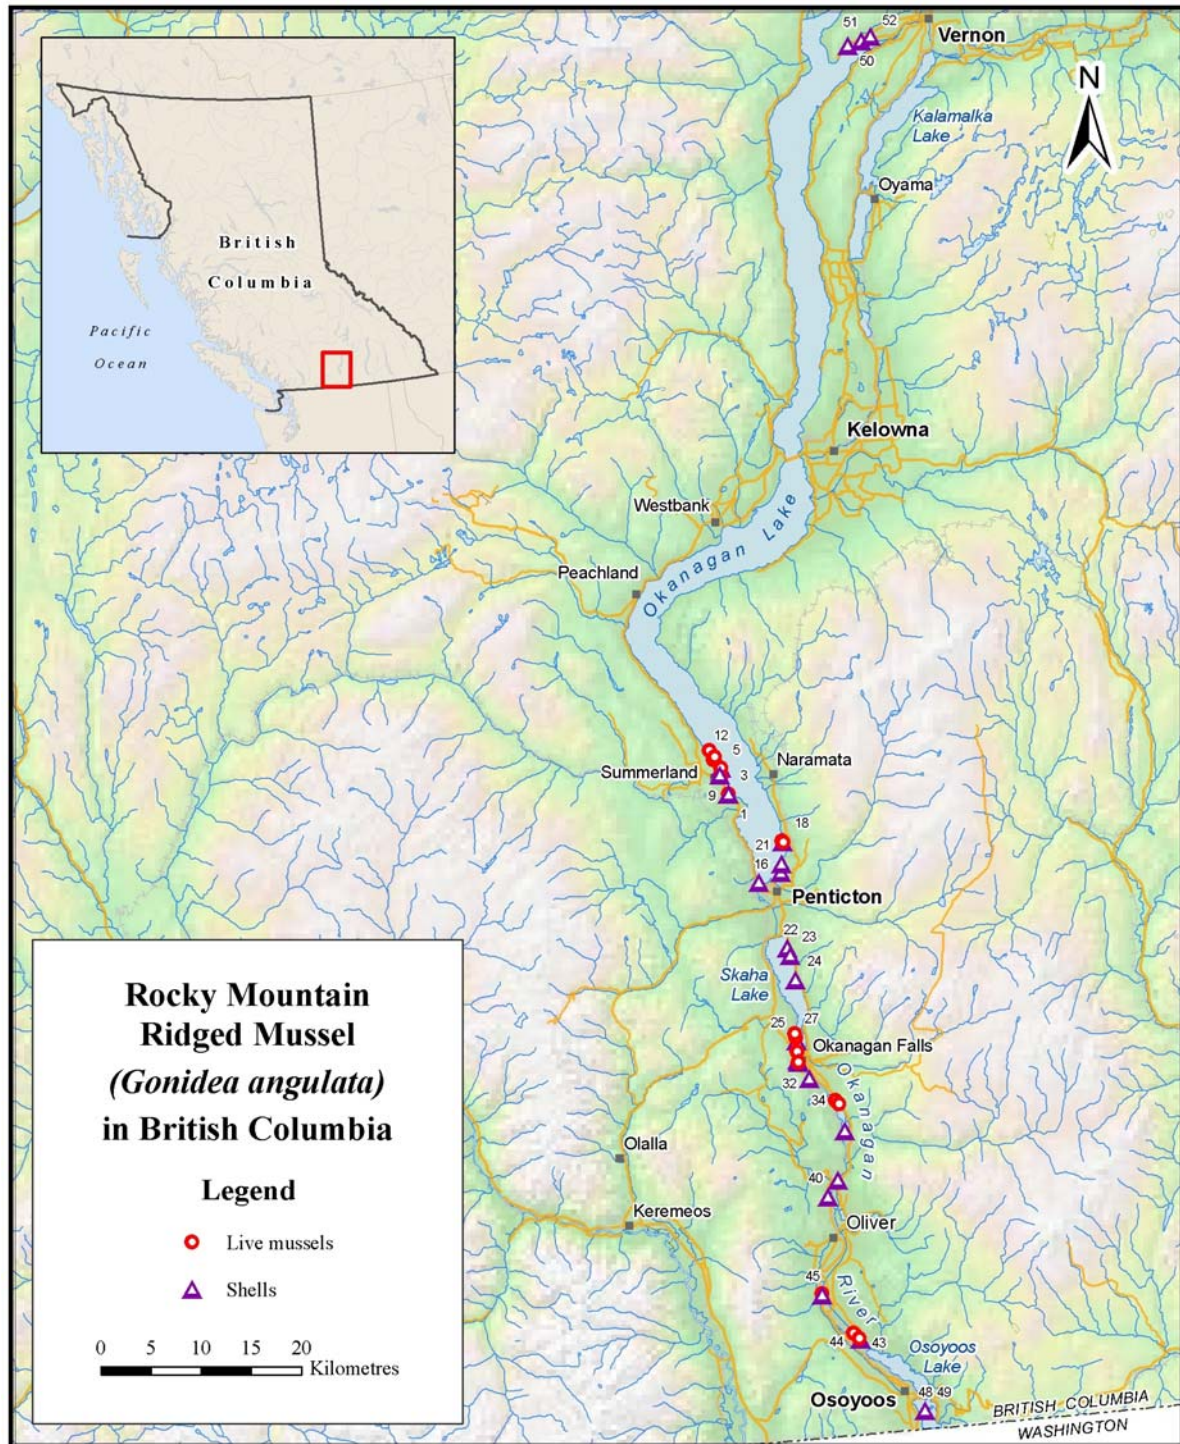 51
52
50
Vernon
N
Kalamalka
Lake
Oyama
British
Columbia
Pacific
Ocean
Kelowna
Westbank
Okanagan Lake
Peachland
12
5
Summerland
3
Naramata
9
1
18
21
16
Penticton
22
23
24
Skaha
Lake
25
27
Okanagan Falls
32
34
Okanagan
River
Olalla
40
Keremeos
Oliver
45
44
43
Osoyoos
Lake
Osoyoos
48
49
BRITISH COLUMBIA
WASHINGTON
Rocky Mountain
Ridged Mussel
(Gonidea angulata)
in British Columbia
Legend
Live mussels
Shells
0 5 10 15 20
Kilometres